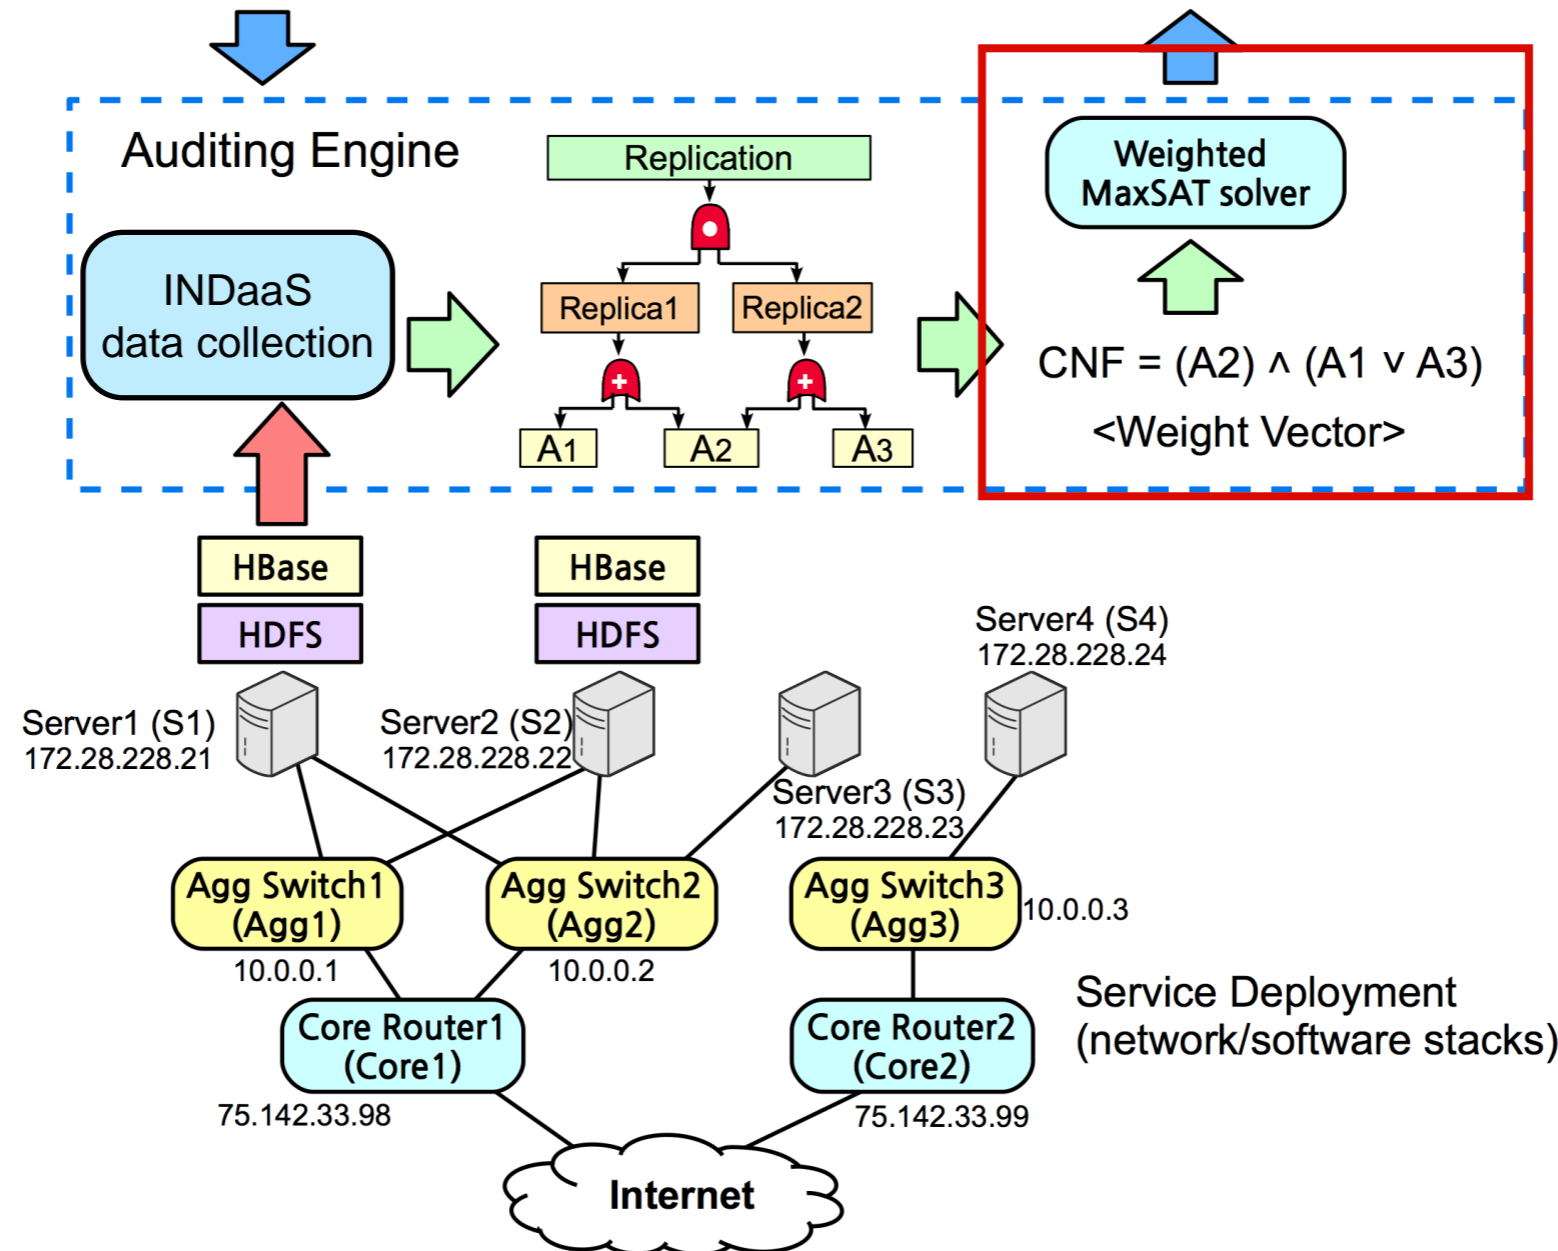 Auditing Engine
Replication
Weighted
MaxSAT solver
INDaaS
data collection
Replica1
Replica2
CNF = (A2) ∧ (A1 ∨ A3)
<Weight Vector>
A1
A2
A3
HBase
HBase
HDFS
HDFS
Server4 (S4)
172.28.228.24
Server1 (S1)
172.28.228.21
Server2 (S2)
172.28.228.22
Server3 (S3)
172.28.228.23
Agg Switch1
(Agg1)
Agg Switch2
(Agg2)
Agg Switch3
(Agg3)
10.0.0.3
10.0.0.1
10.0.0.2
Service Deployment
(network/software stacks)
Core Router1
(Core1)
Core Router2
(Core2)
75.142.33.98
75.142.33.99
Internet